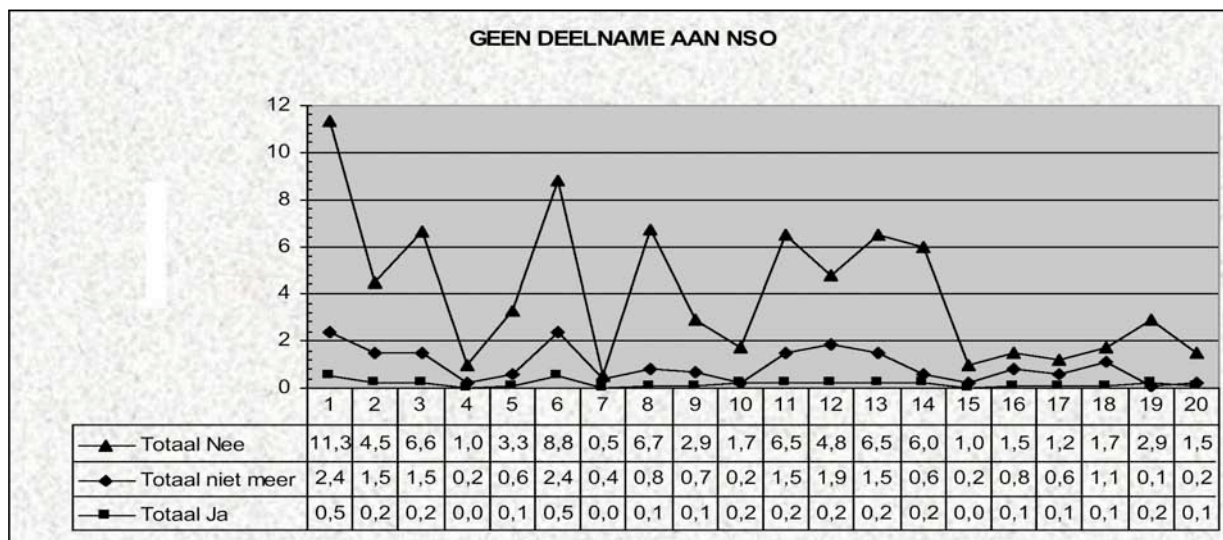 GEEN DEELNAME AAN NSO
12
10
8
6
4
2
0
1 2 3 4 5 6 7 8 9 10 11 12 13 14 15 16 17 18 19 20
Totaal Nee 11,3 4,5 6,6 1,0 3,3 8,8 0,5 6,7 2,9 1,7 6,5 4,8 6,5 6,0 1,0 1,5 1,2 1,7 2,9 1,5
Totaal niet meer 2,4 1,5 1,5 0,2 0,6 2,4 0,4 0,8 0,7 0,2 1,5 1,9 1,5 0,6 0,2 0,8 0,6 1,1 0,1 0,2
Totaal Ja 0,5 0,2 0,2 0,0 0,1 0,5 0,0 0,1 0,1 0,2 0,2 0,2 0,2 0,2 0,0 0,1 0,1 0,1 0,2 0,1